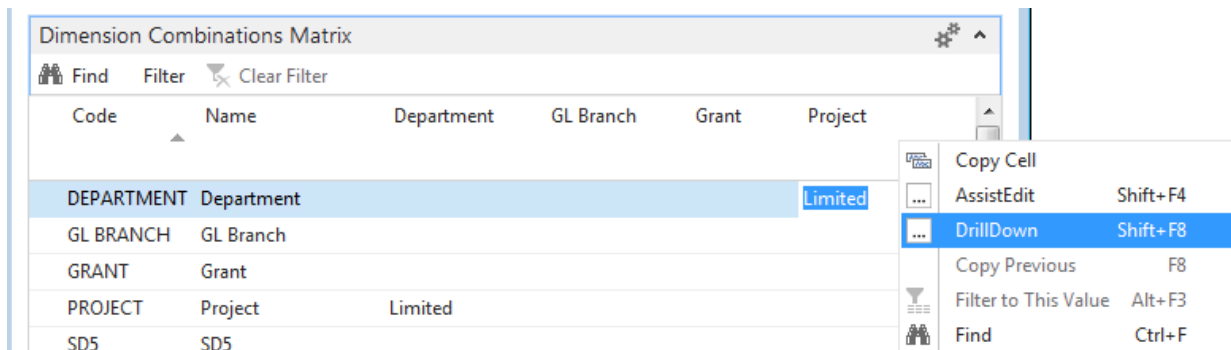 Dimension Combinations Matrix
Find Filter Clear Filter
Code Name Department GL Branch Grant Project
Copy Cell
DEPARTMENT Department Limited
... AssistEdit Shift+F4
GL BRANCH GL Branch
... DrillDown Shift+F8
GRANT Grant
Copy Previous F8
PROJECT Project Limited
Filter to This Value Alt+F3
SD5 SD5
Find Ctrl+F